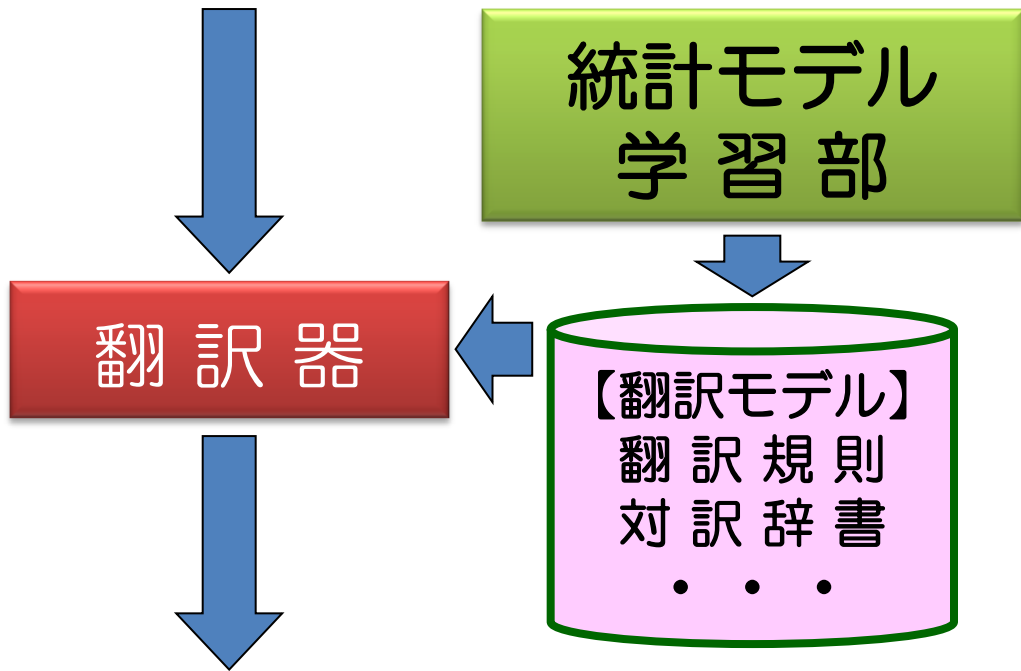 統計モデル
学習部
翻訳器
【翻訳モデル】
翻訳規則
対訳辞書
・・・